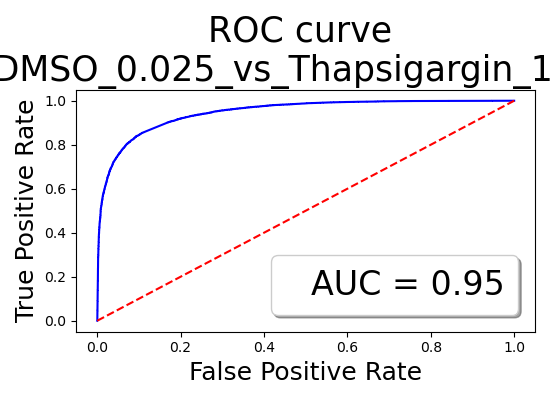 ROC curve
DMSO_0.025_vs_Thapsigargin_1
True Positive Rate
1.0
0.8
0.6
0.4
0.2
0.0
AUC = 0.95
0.0 0.2 0.4 0.6 0.8 1.0
False Positive Rate